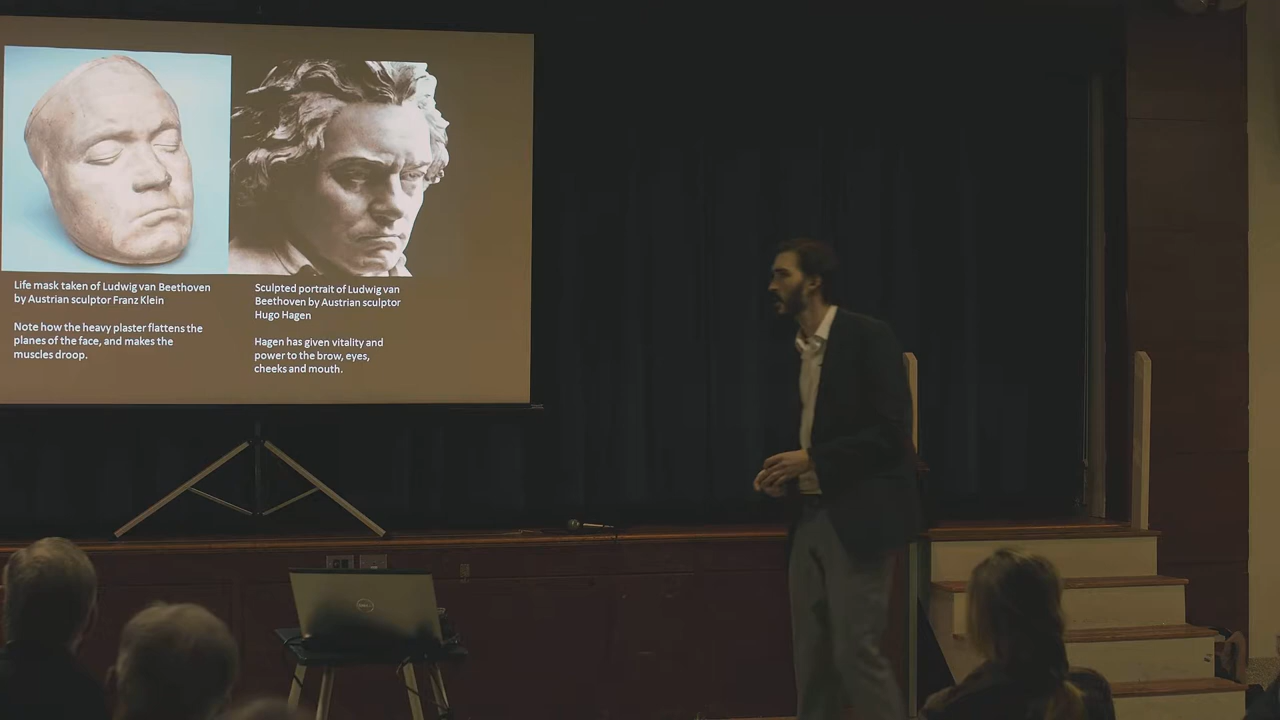 Life mask taken of Ludwig van Beethoven
by Austrian sculptor Franz Klein
Note how the heavy plaster flattens the
planes of the face, and makes the
muscles droop.
Sculpted portrait of Ludwig van
Beethoven by Austrian sculptor
Hugo Hagen
Hagen has given vitality and
power to the brow, eyes,
cheeks and mouth.
DELL